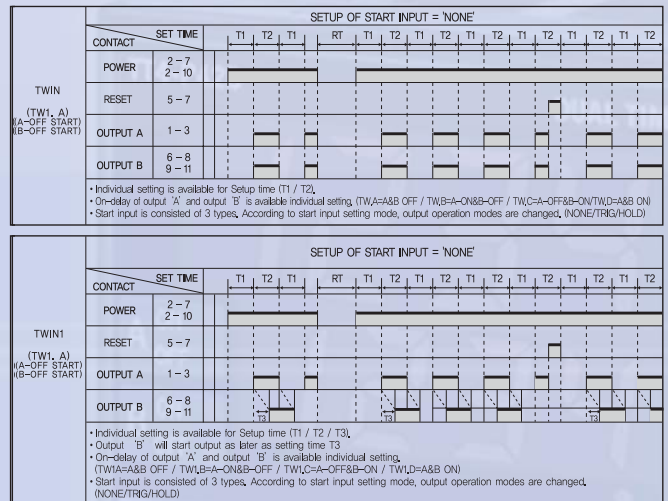 SETUP OF START INPUT = 'NONE'
CONTACT SET TIME T1 T2 T1 RT T1 T2 T1 T2 T1 T2 T1 T2 T1 T2 T1 T2
TWIN
(TW1. A)
(A-OFF START)
(B-OFF START)
POWER 2 - 7
2 - 10
RESET 5 - 7
OUTPUT A 1 - 3
OUTPUT B 6 - 8
9 - 11
• Individual setting is available for Setup time (T1 / T2).
• On-delay of output 'A' and output 'B' is available individual setting. (TW.A=A&B OFF / TW.B=A-ON&B-OFF / TW.C=A-OFF&B-ON/TW.D=A&B ON)
• Start input is consisted of 3 types. According to start input setting mode, output operation modes are changed. (NONE/TRIG/HOLD)
SETUP OF START INPUT = 'NONE'
CONTACT SET TIME T1 T2 T1 RT T1 T2 T1 T2 T1 T2 T1 T2 T1 T2 T1 T2
TWIN1
(TW1. A)
(A-OFF START)
(B-OFF START)
POWER 2 - 7
2 - 10
RESET 5 - 7
OUTPUT A 1 - 3
OUTPUT B 6 - 8
9 - 11
T3 T3 T3
• Individual setting is available for Setup time (T1 / T2 / T3).
• Output 'B' will start output as later as setting time T3
• On-delay of output 'A' and output 'B' is available individual setting.
(TW1A=A&B OFF / TW1.B=A-ON&B-OFF / TW1.C=A-OFF&B-ON / TW1.D=A&B ON)
• Start input is consisted of 3 types. According to start input setting mode, output operation modes are changed.
(NONE/TRIG/HOLD)